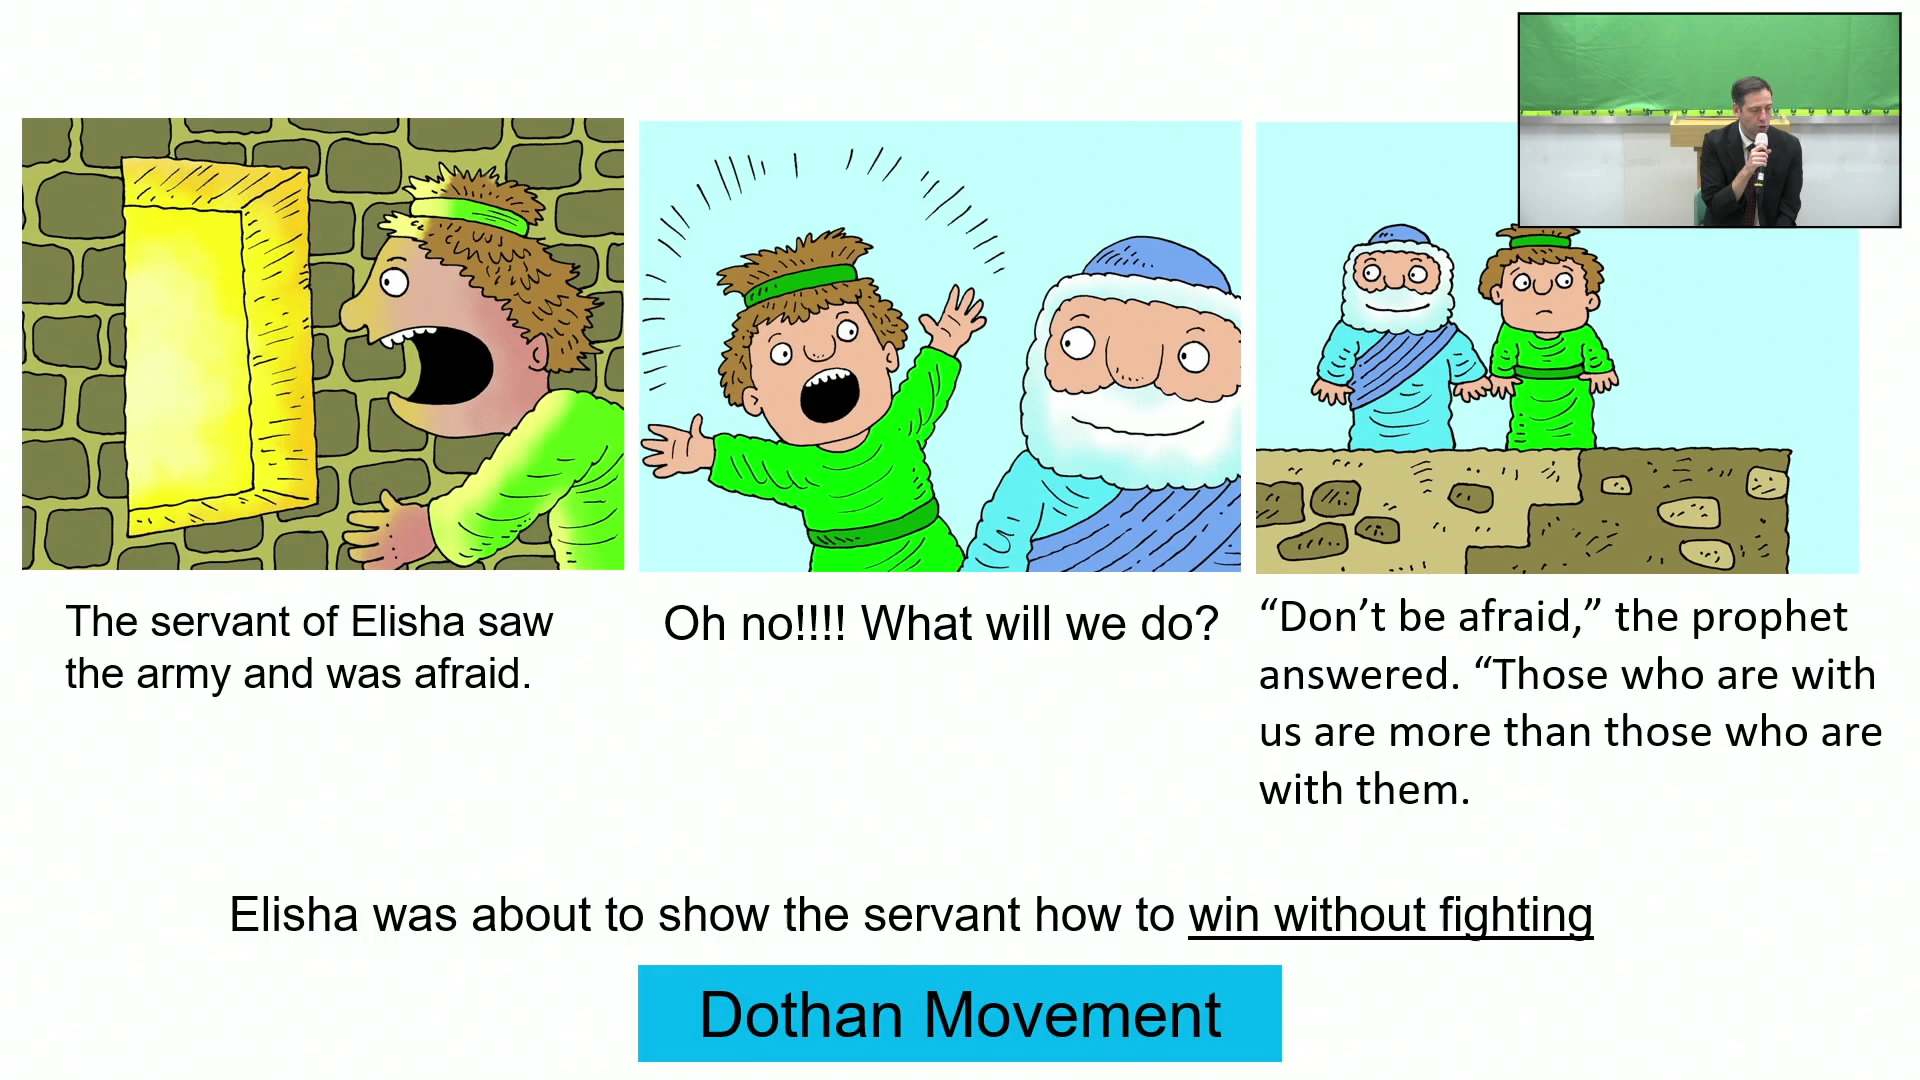 The servant of Elisha saw
the army and was afraid.
Oh no!!!! What will we do?
“Don’t be afraid,” the prophet
answered. “Those who are with
us are more than those who are
with them.
Elisha was about to show the servant how to win without fighting
Dothan Movement